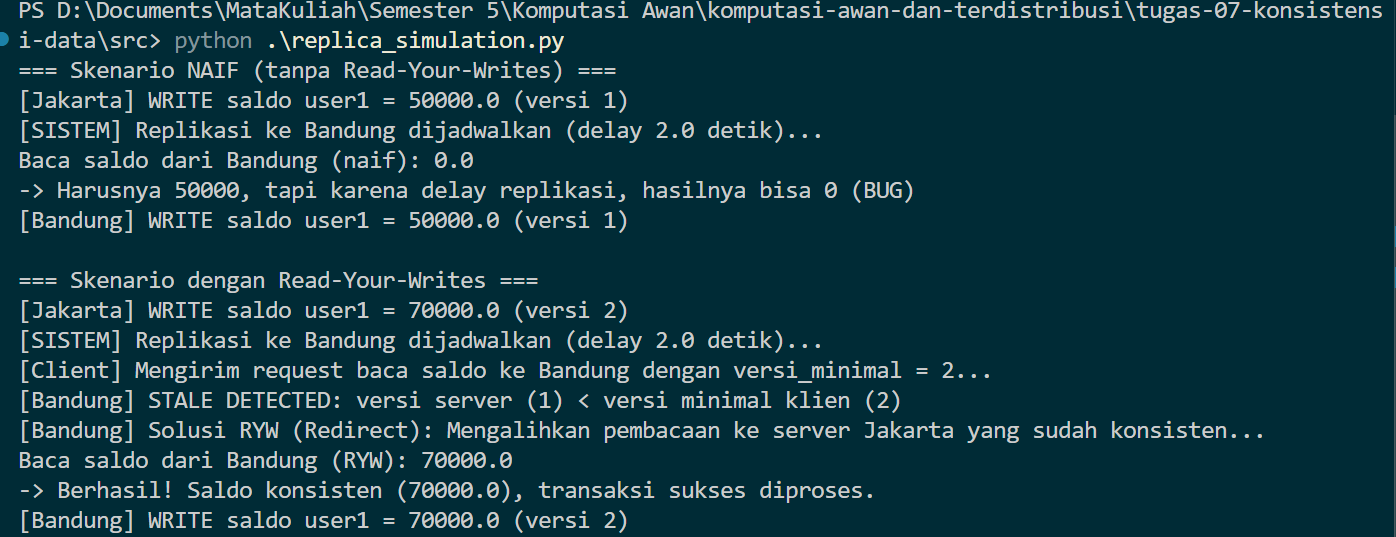 PS D:\Documents\MataKuliah\Semester 5\Komputasi Awan\komputasi-awan-dan-terdistribusi\tugas-07-konsistens
i-data\src> python .\replica_simulation.py
=== Skenario NAIF (tanpa Read-Your-Writes) ===
[Jakarta] WRITE saldo user1 = 50000.0 (versi 1)
[SISTEM] Replikasi ke Bandung dijadwalkan (delay 2.0 detik)...
Baca saldo dari Bandung (naif): 0.0
-> Harusnya 50000, tapi karena delay replikasi, hasilnya bisa 0 (BUG)
[Bandung] WRITE saldo user1 = 50000.0 (versi 1)

=== Skenario dengan Read-Your-Writes ===
[Jakarta] WRITE saldo user1 = 70000.0 (versi 2)
[SISTEM] Replikasi ke Bandung dijadwalkan (delay 2.0 detik)...
[Client] Mengirim request baca saldo ke Bandung dengan versi_minimal = 2...
[Bandung] STALE DETECTED: versi server (1) < versi minimal klien (2)
[Bandung] Solusi RYW (Redirect): Mengalihkan pembacaan ke server Jakarta yang sudah konsisten...
Baca saldo dari Bandung (RYW): 70000.0
-> Berhasil! Saldo konsisten (70000.0), transaksi sukses diproses.
[Bandung] WRITE saldo user1 = 70000.0 (versi 2)